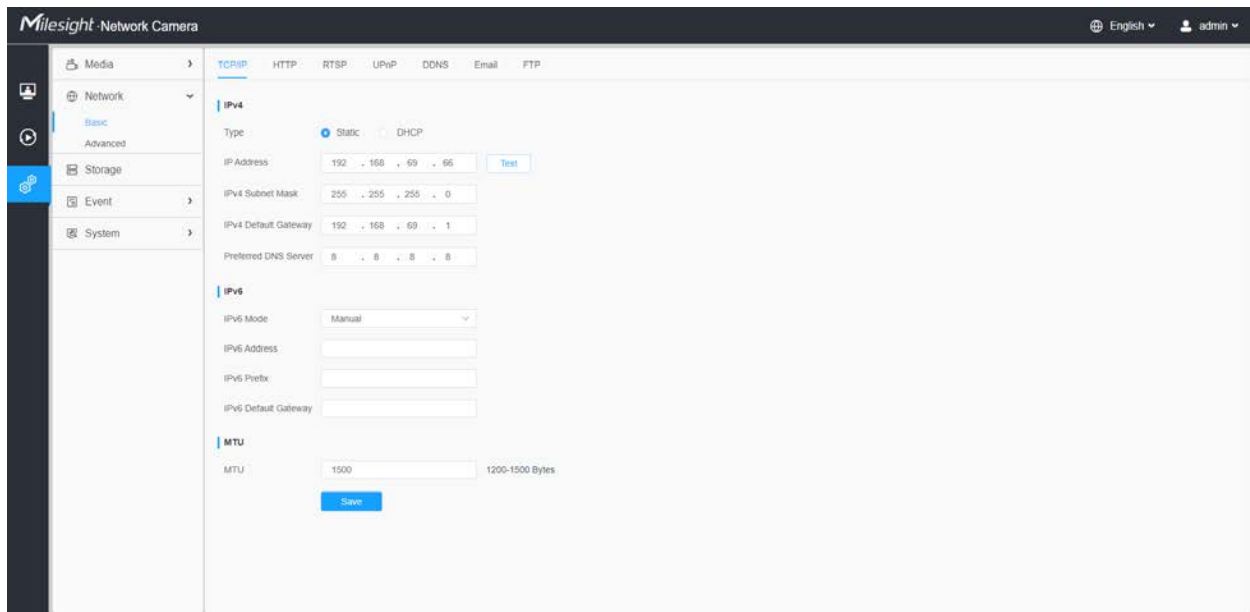 Milesight Network Camera
English
admin
Media
Network
Basic
Advanced
Storage
Event
System
TCP/IP HTTP RTSP UPnP DDNS Email FTP
IPv4
Type Static DHCP
IP Address 192 . 168 . 69 . 66 Test
IPv4 Subnet Mask 255 . 255 . 255 . 0
IPv4 Default Gateway 192 . 168 . 69 . 1
Preferred DNS Server 8 . 8 . 8 . 8
IPv6
IPv6 Mode Manual
IPv6 Address
IPv6 Prefix
IPv6 Default Gateway
MTU
MTU 1500 1200-1500 Bytes
Save